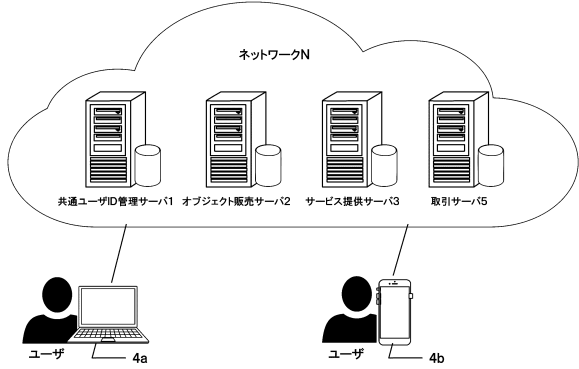 ネットワークN
共通ユーザID管理サーバ1 オブジェクト販売サーバ2 サービス提供サーバ3 取引サーバ5
ユーザ 4a ユーザ 4b